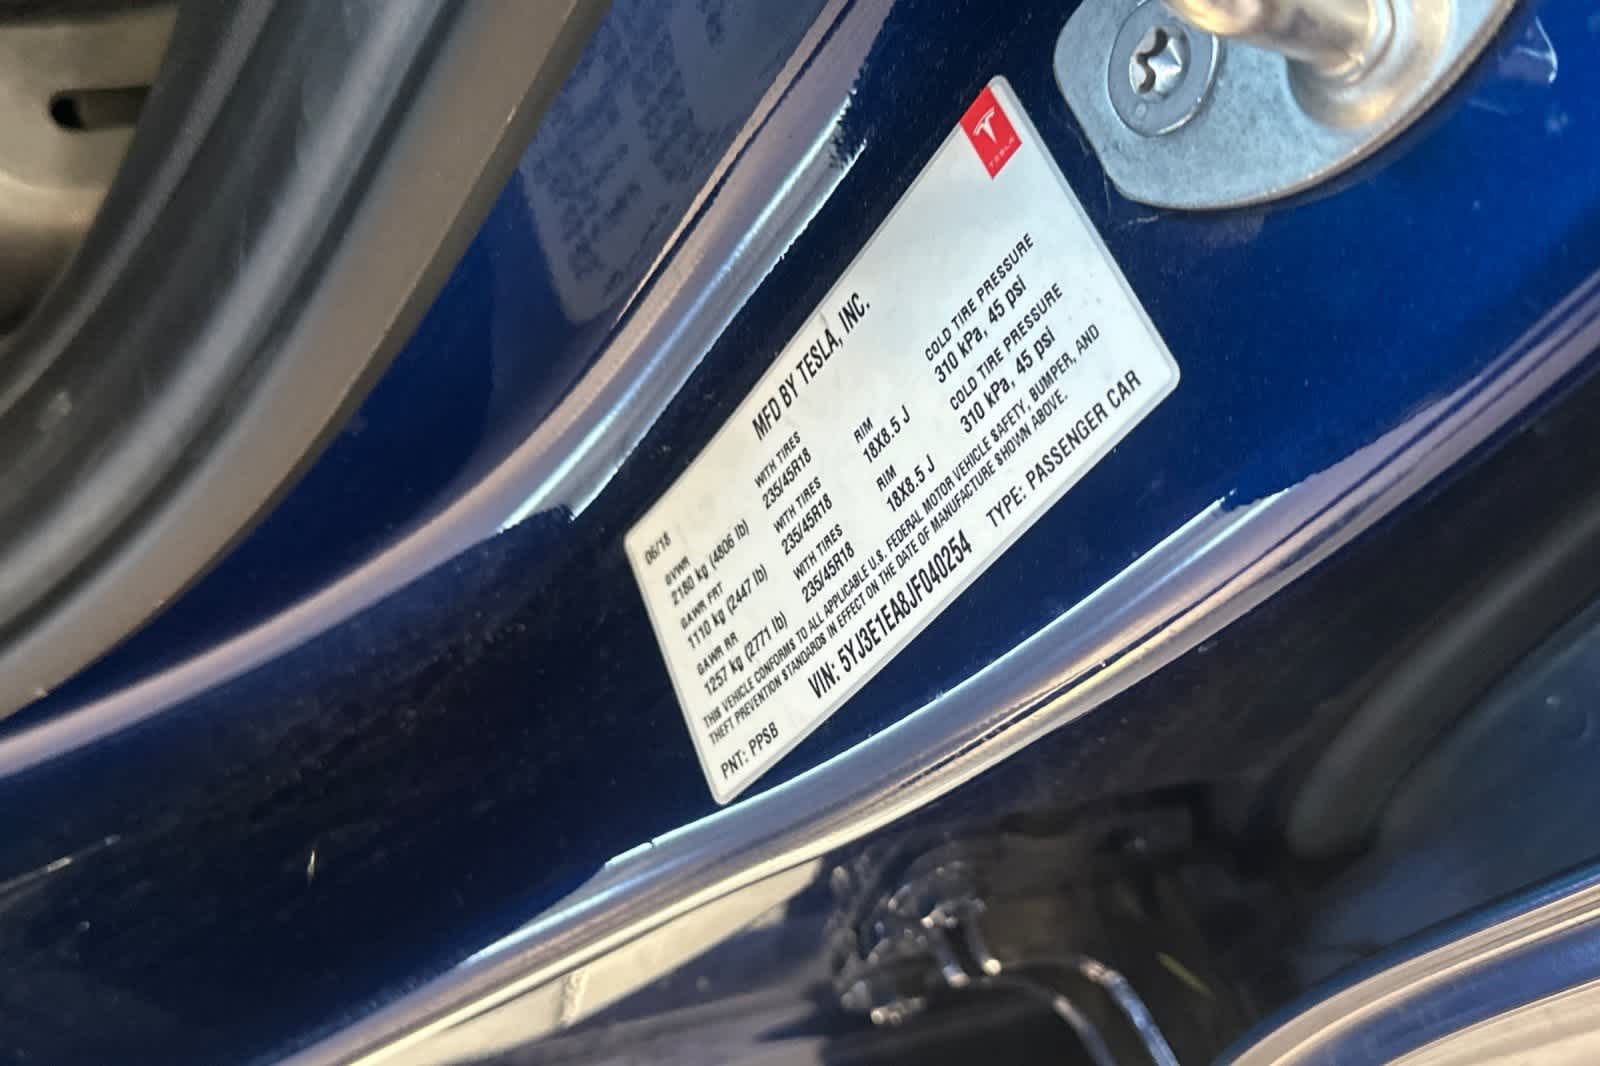 TESLA
MFD BY TESLA, INC.
06/18
GVWR
2180 kg (4806 lb)
GAWR FRT
1110 kg (2447 lb)
WITH TIRES
235/45R18
RIM
18X8.5 J
COLD TIRE PRESSURE
310 kPa, 45 psi
GAWR RR
1257 kg (2771 lb)
WITH TIRES
235/45R18
RIM
18X8.5 J
COLD TIRE PRESSURE
310 kPa, 45 psi
WITH TIRES
235/45R18
THIS VEHICLE CONFORMS TO ALL APPLICABLE U.S. FEDERAL MOTOR VEHICLE SAFETY, BUMPER, AND
THEFT PREVENTION STANDARDS IN EFFECT ON THE DATE OF MANUFACTURE SHOWN ABOVE.
VIN: 5YJ3E1EA8JF040254
TYPE: PASSENGER CAR
PNT: PPSB